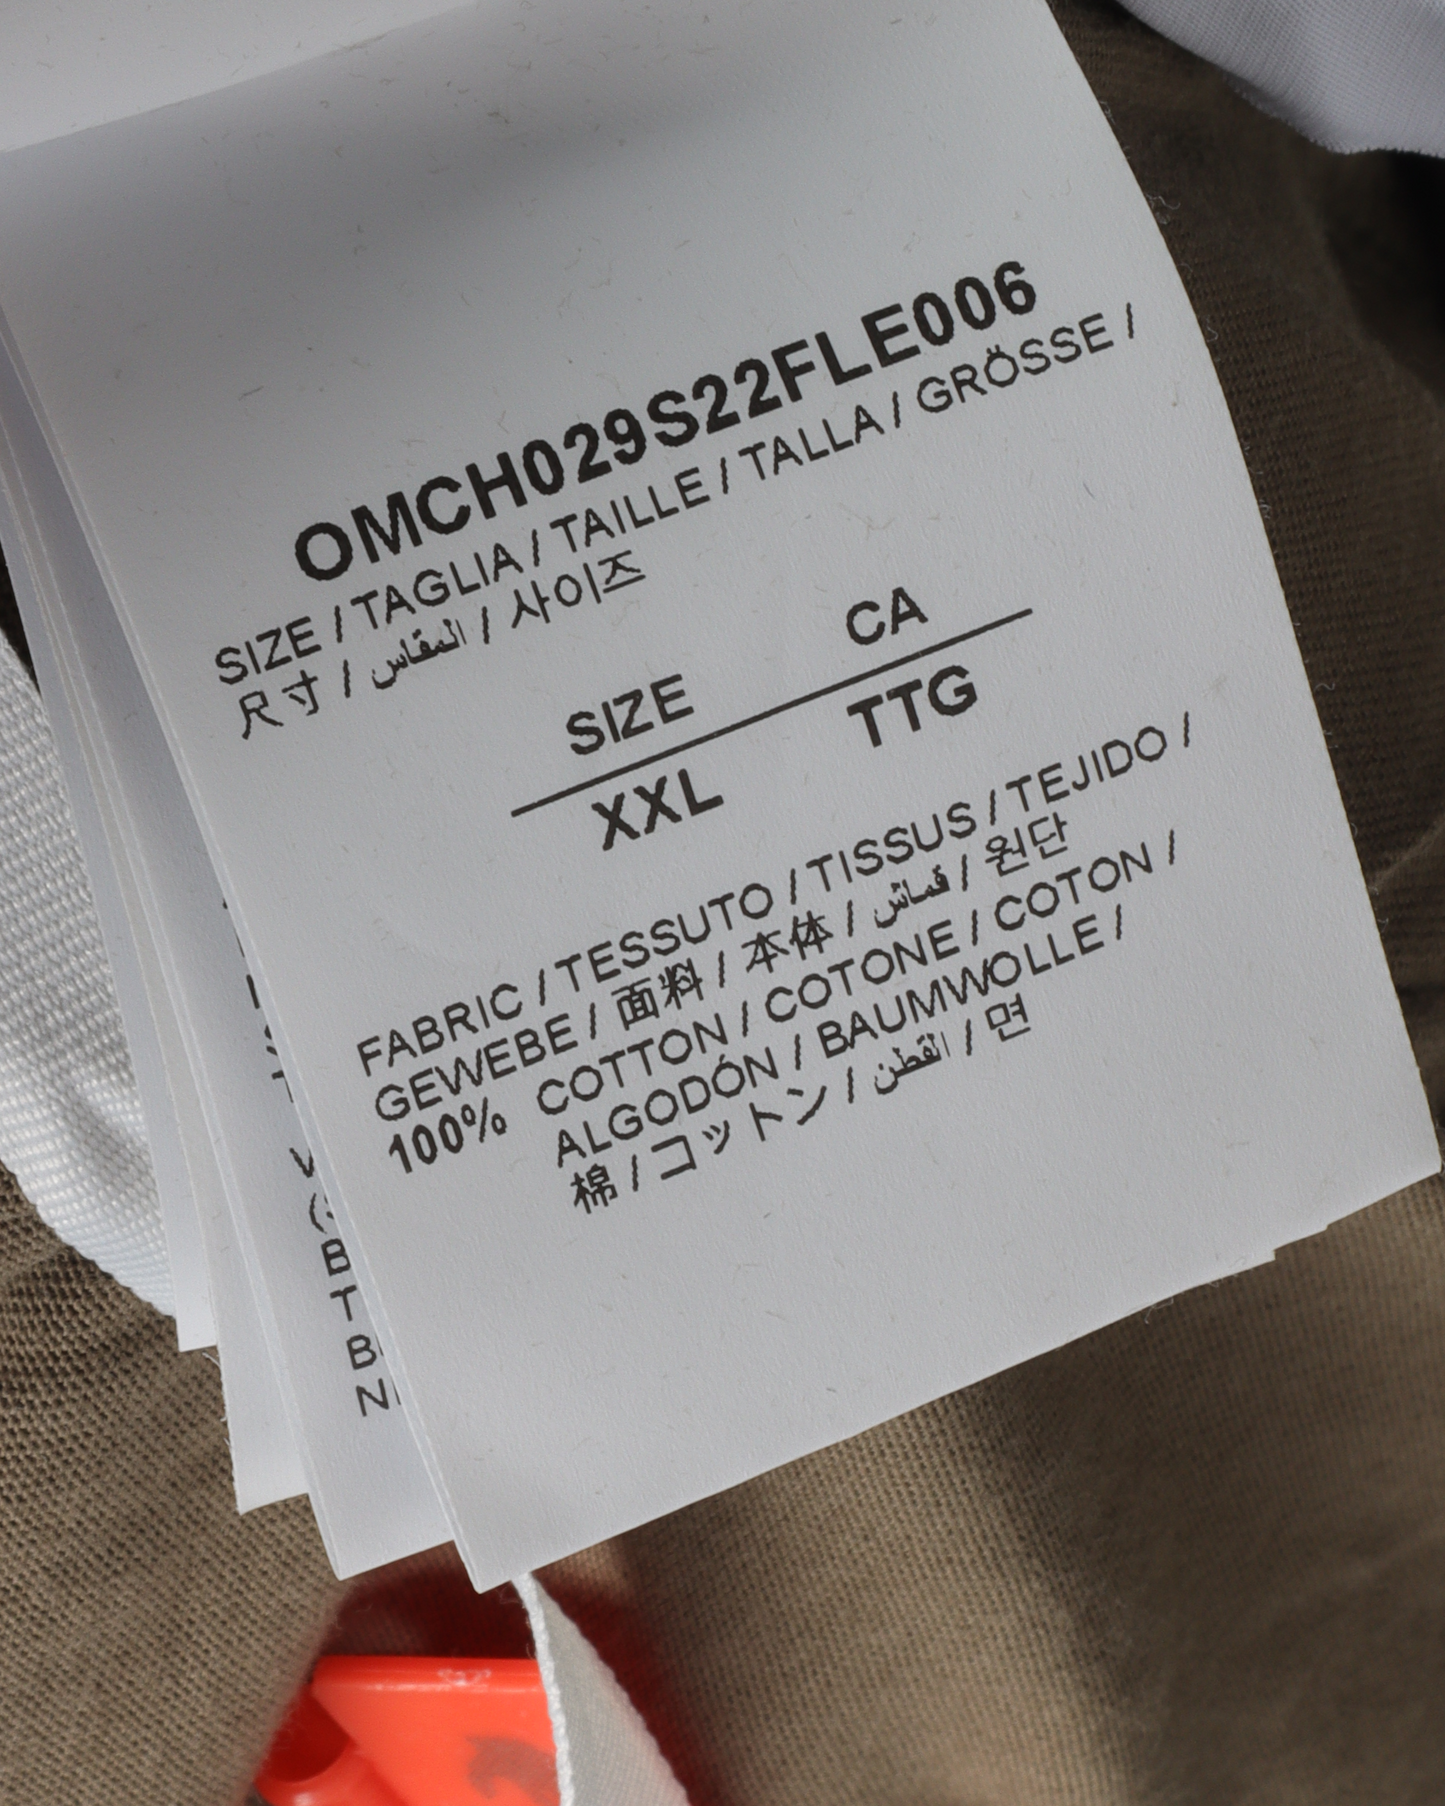 OMCH029S22FLE006
SIZE / TAGLIA / TAILLE / TALLA / GRÖSSE /
尺寸 / المقاس / 사이즈
SIZE CA
XXL TTG
FABRIC / TESSUTO / TISSUS / TEJIDO /
GEWEBE / 面料 / 本体 / قماش / 원단
100% COTTON / COTONE / COTON /
ALGODÓN / BAUMWOLLE /
棉 / コットン / القطن / 면
B
T
B